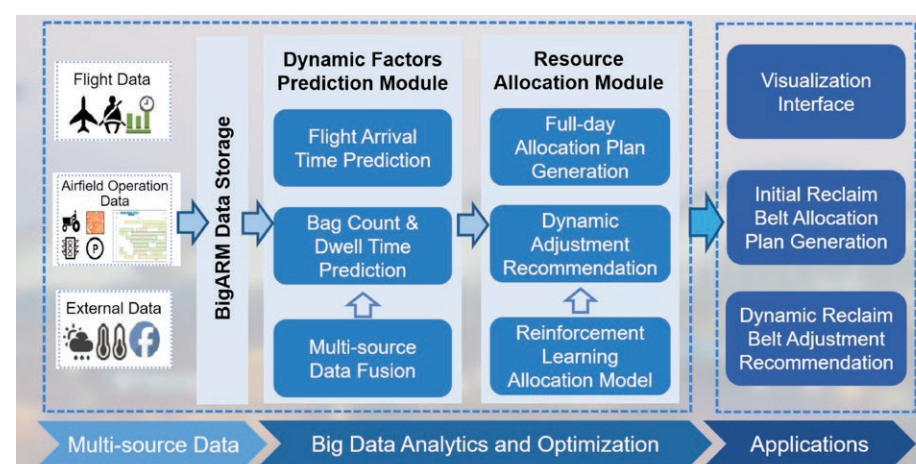 Flight Data
Airfield Operation
Data
P
External Data
BigARM Data Storage
Dynamic Factors
Prediction Module
Flight Arrival
Time Prediction
Bag Count &
Dwell Time
Prediction
Multi-source
Data Fusion
Resource
Allocation Module
Full-day
Allocation Plan
Generation
Dynamic
Adjustment
Recommendation
Reinforcement
Learning
Allocation Model
Visualization
Interface
Initial Reclaim
Belt Allocation
Plan Generation
Dynamic Reclaim
Belt Adjustment
Recommendation
Multi-source Data
Big Data Analytics and Optimization
Applications